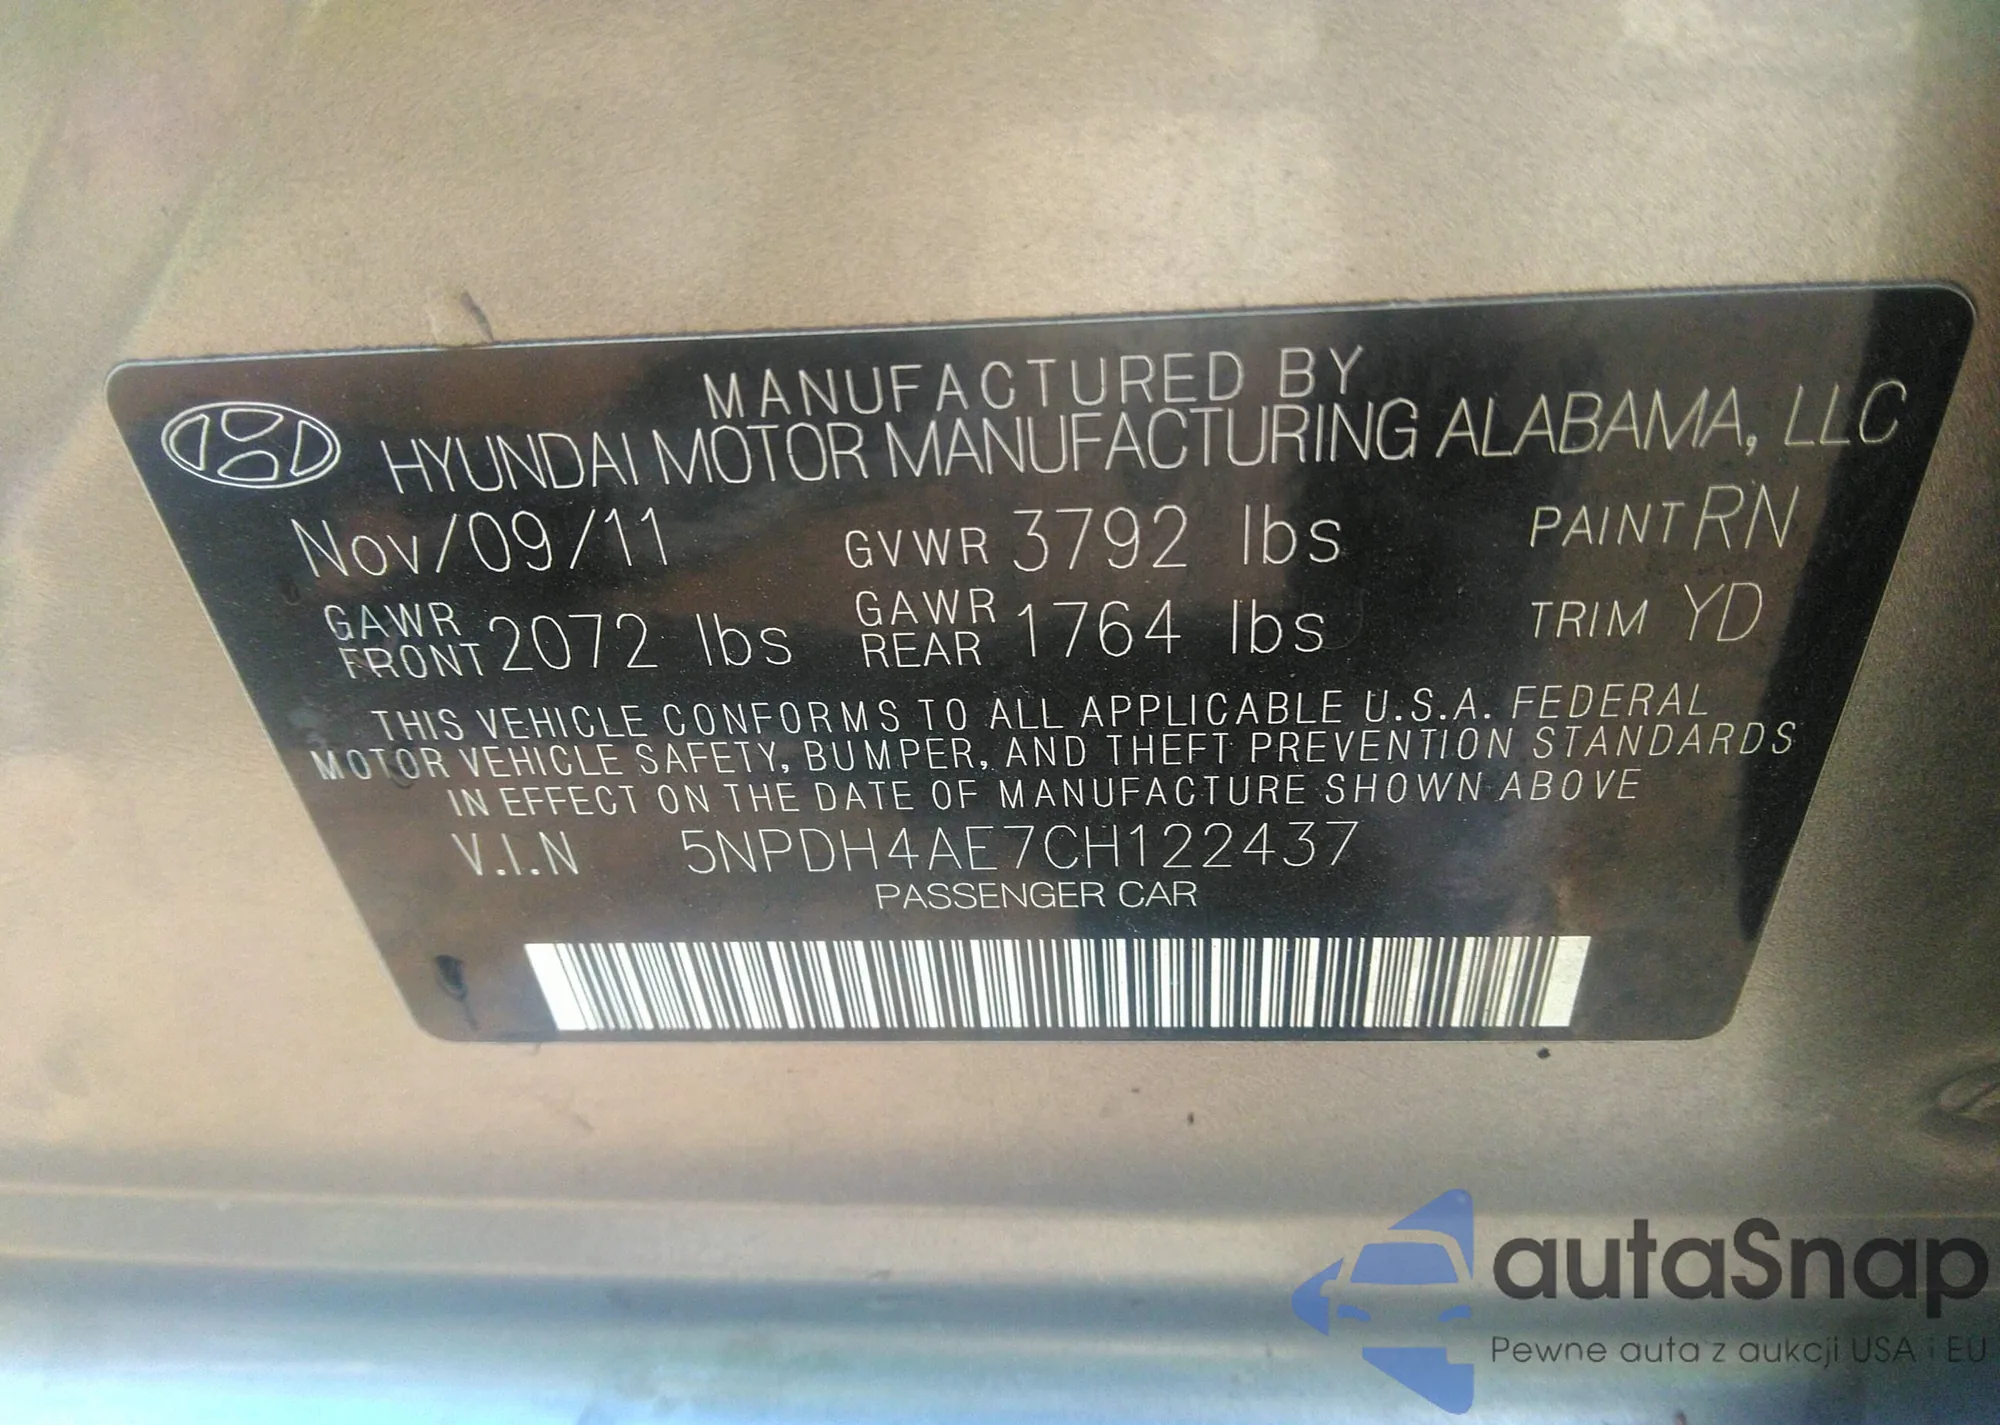 MANUFACTURED BY
HYUNDAI MOTOR MANUFACTURING ALABAMA, LLC
Nov/09/11 GVWR 3792 lbs PAINT RN
GAWR FRONT 2072 lbs GAWR REAR 1764 lbs TRIM YD
THIS VEHICLE CONFORMS TO ALL APPLICABLE U.S.A. FEDERAL
MOTOR VEHICLE SAFETY, BUMPER, AND THEFT PREVENTION STANDARDS
IN EFFECT ON THE DATE OF MANUFACTURE SHOWN ABOVE
V.I.N 5NPDH4AE7CH122437
PASSENGER CAR
autaSnap
Pewne auta z aukcji USA i EU